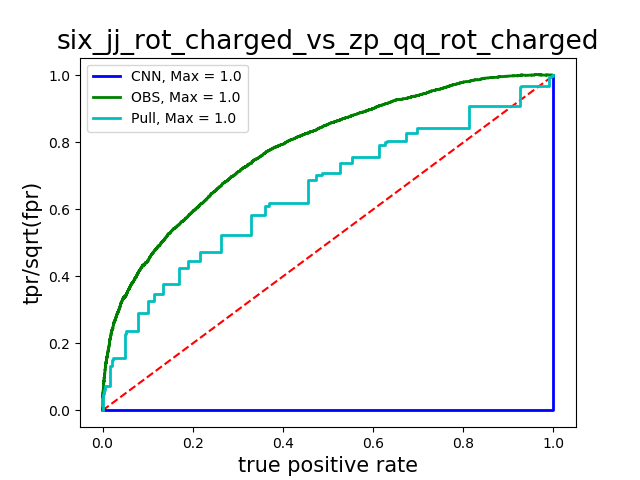 six_jj_rot_charged_vs_zp_qq_rot_charged
CNN, Max = 1.0
OBS, Max = 1.0
Pull, Max = 1.0
tpr/sqrt(fpr)
1.0
0.8
0.6
0.4
0.2
0.0
0.0 0.2 0.4 0.6 0.8 1.0
true positive rate